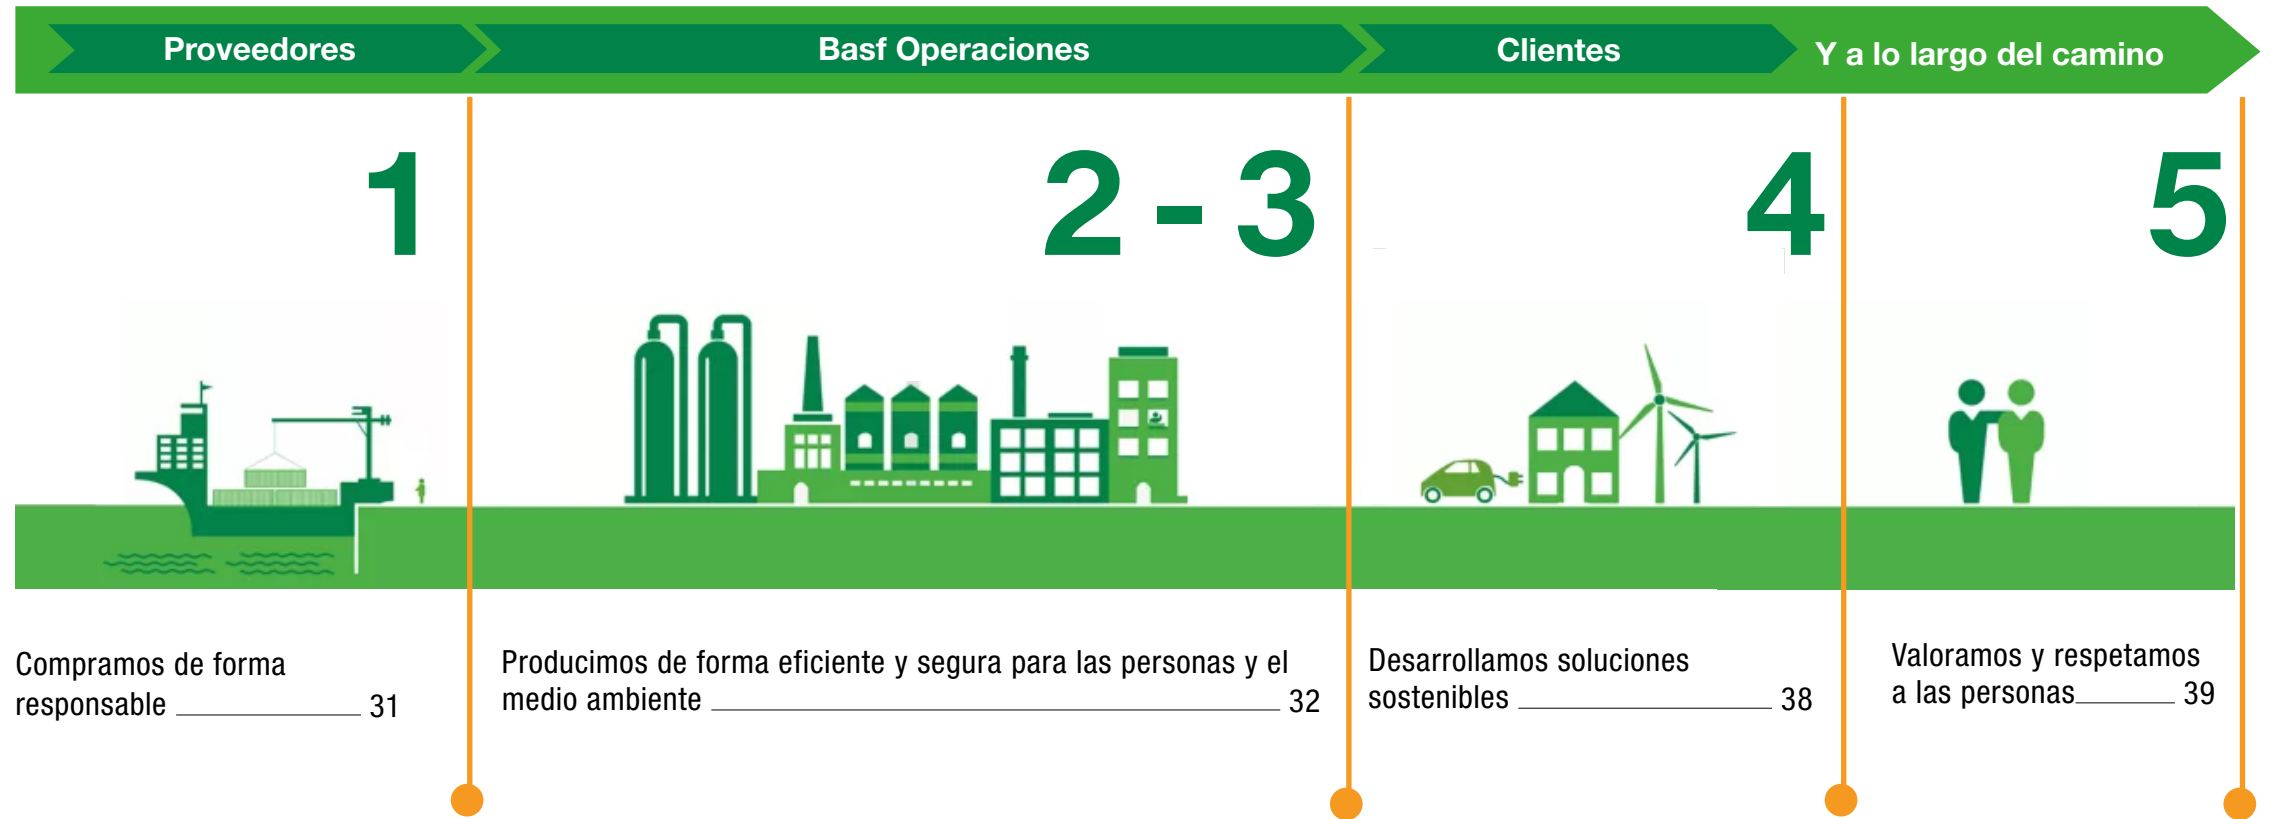 Proveedores
Basf Operaciones
Clientes
Y a lo largo del camino
1
2 - 3
4
5
Compramos de forma
responsable 31
Producimos de forma eficiente y segura para las personas y el
medio ambiente 32
Desarrollamos soluciones
sostenibles 38
Valoramos y respetamos
a las personas 39